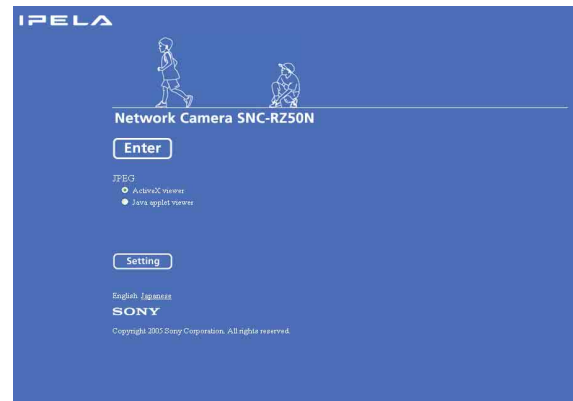 IPELA
Network Camera SNC-RZ50N
Enter
JPEG
ActiveX viewer
Java applet viewer
Setting
English Japanese
SONY
Copyright 2005 Sony Corporation. All rights reserved.